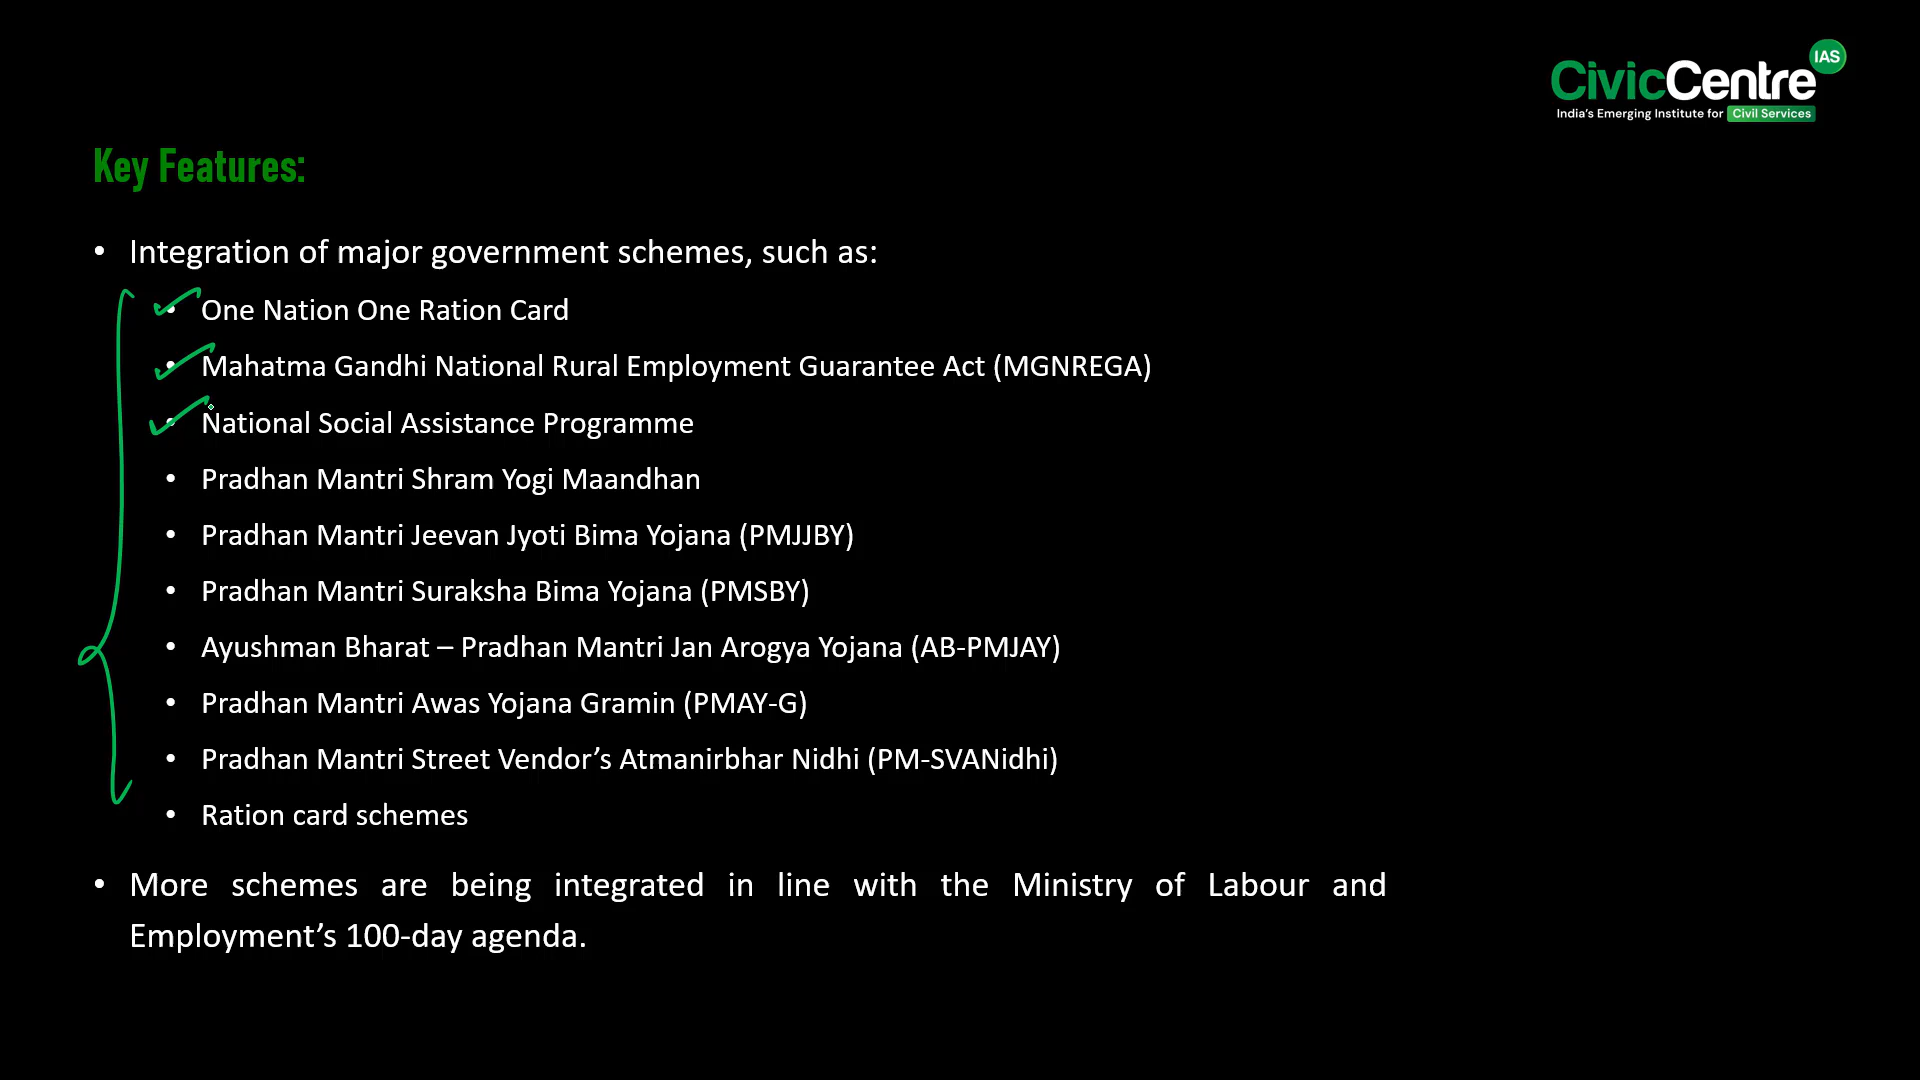 CivicCentre IAS
India's Emerging Institute for Civil Services
Key Features:
• Integration of major government schemes, such as:
• One Nation One Ration Card
• Mahatma Gandhi National Rural Employment Guarantee Act (MGNREGA)
• National Social Assistance Programme
• Pradhan Mantri Shram Yogi Maandhan
• Pradhan Mantri Jeevan Jyoti Bima Yojana (PMJJBY)
• Pradhan Mantri Suraksha Bima Yojana (PMSBY)
• Ayushman Bharat – Pradhan Mantri Jan Arogya Yojana (AB-PMJAY)
• Pradhan Mantri Awas Yojana Gramin (PMAY-G)
• Pradhan Mantri Street Vendor’s Atmanirbhar Nidhi (PM-SVANidhi)
• Ration card schemes
• More schemes are being integrated in line with the Ministry of Labour and
Employment’s 100-day agenda.